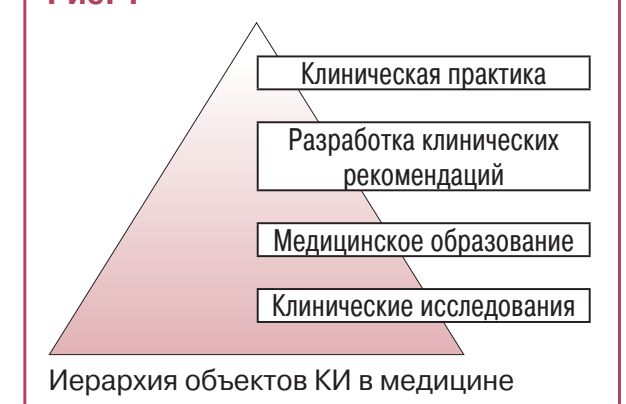 Клиническая практика
Разработка клинических
рекомендаций
Медицинское образование
Клинические исследования
Иерархия объектов КИ в медицине